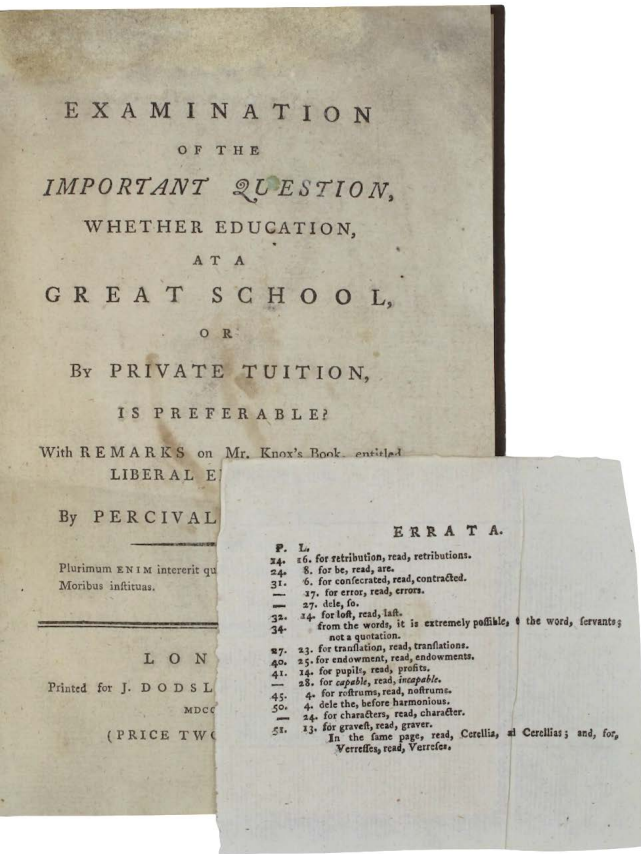 EXAMINATION
OF THE
IMPORTANT QUESTION,
WHETHER EDUCATION,
AT A
GREAT SCHOOL,
OR
By PRIVATE TUITION,
IS PREFERABLE?
With REMARKS on Mr. Knox's Book, entitled
LIBERAL E
By PERCIVAL
Plurimum ENIM intererit qu
Moribus inſtituas.
LON
Printed for J. DODSL
MDCC
(PRICE TWO
ERRATA.
P. L.
24. 16. for retribution, read, retributions.
24. 8. for be, read, are.
31. 6. for conſecrated, read, contracted.
— 17. for error, read, errors.
— 27. dele, ſo.
32. 14. for loſt, read, laſt.
34. from the words, it is extremely poſſible, the word, ſervants;
not a quotation.
27. 23. for tranſlation, read, tranſlations.
40. 25. for endowment, read, endowments.
41. 14. for pupils, read, profits.
— 28. for capable, read, incapable.
45. 4. for roſtrums, read, noſtrums.
50. 4. dele the, before harmonious.
— 24. for characters, read, character.
51. 13. for graveſt, read, graver.
In the ſame page, read, Cerellia, Cerellias; and, for,
Verreſſes, read, Verreſes.